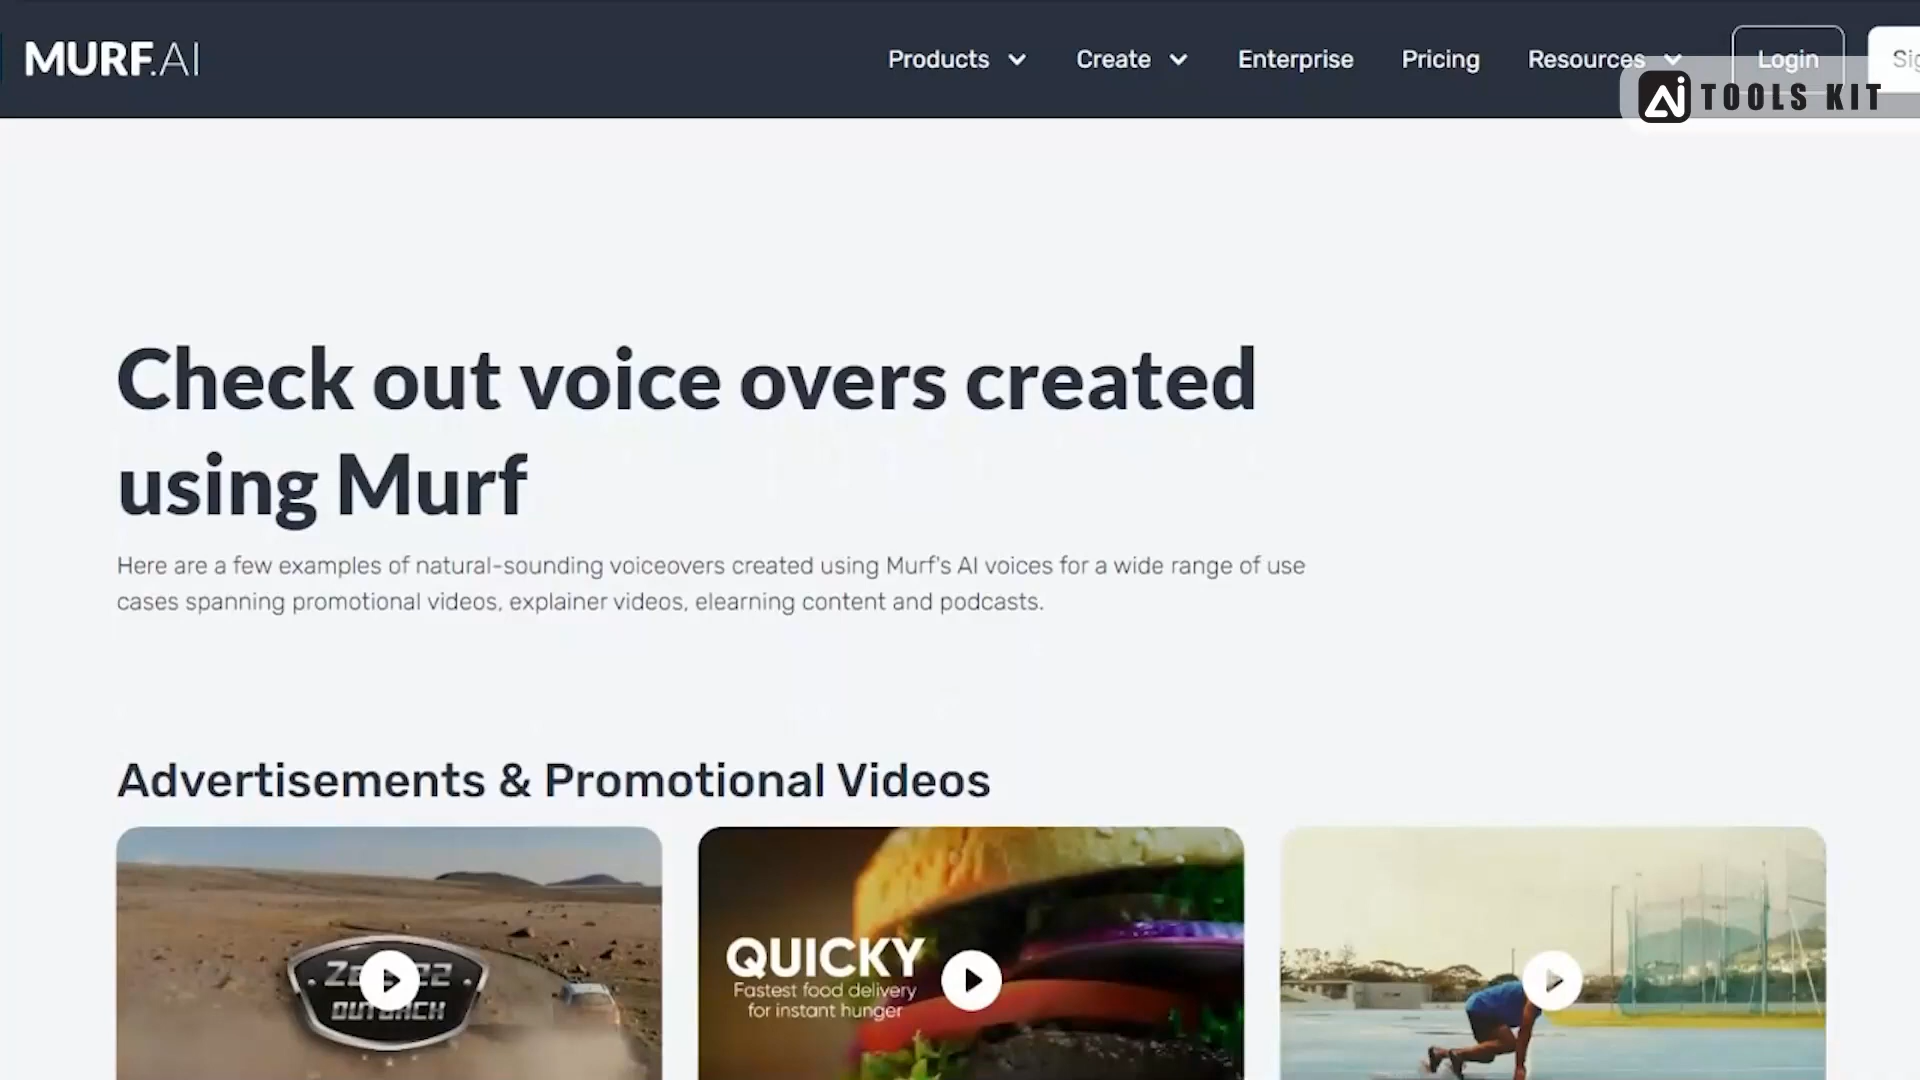 MURF.AI
Products
Create
Enterprise
Pricing
Resources
Login
Ai TOOLS KIT
Check out voice overs created
using Murf
Here are a few examples of natural-sounding voiceovers created using Murf's AI voices for a wide range of use
cases spanning promotional videos, explainer videos, elearning content and podcasts.
Advertisements & Promotional Videos
QUICKY
Fastest food delivery
for instant hunger